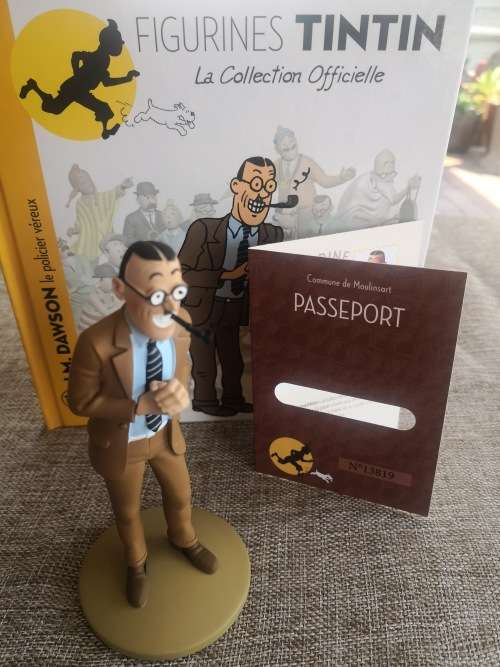 FIGURINES TINTIN
La Collection Officielle
J.M. DAWSON le policier véreux
Commune de Moulinsart
PASSEPORT
N°13819